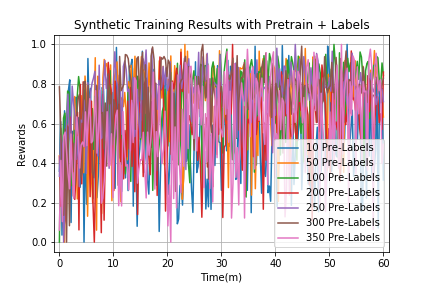 Synthetic Training Results with Pretrain + Labels
1.0
0.8
0.6
0.4
0.2
0.0
Rewards
10 Pre-Labels
50 Pre-Labels
100 Pre-Labels
200 Pre-Labels
250 Pre-Labels
300 Pre-Labels
350 Pre-Labels
0 10 20 30 40 50 60
Time(m)